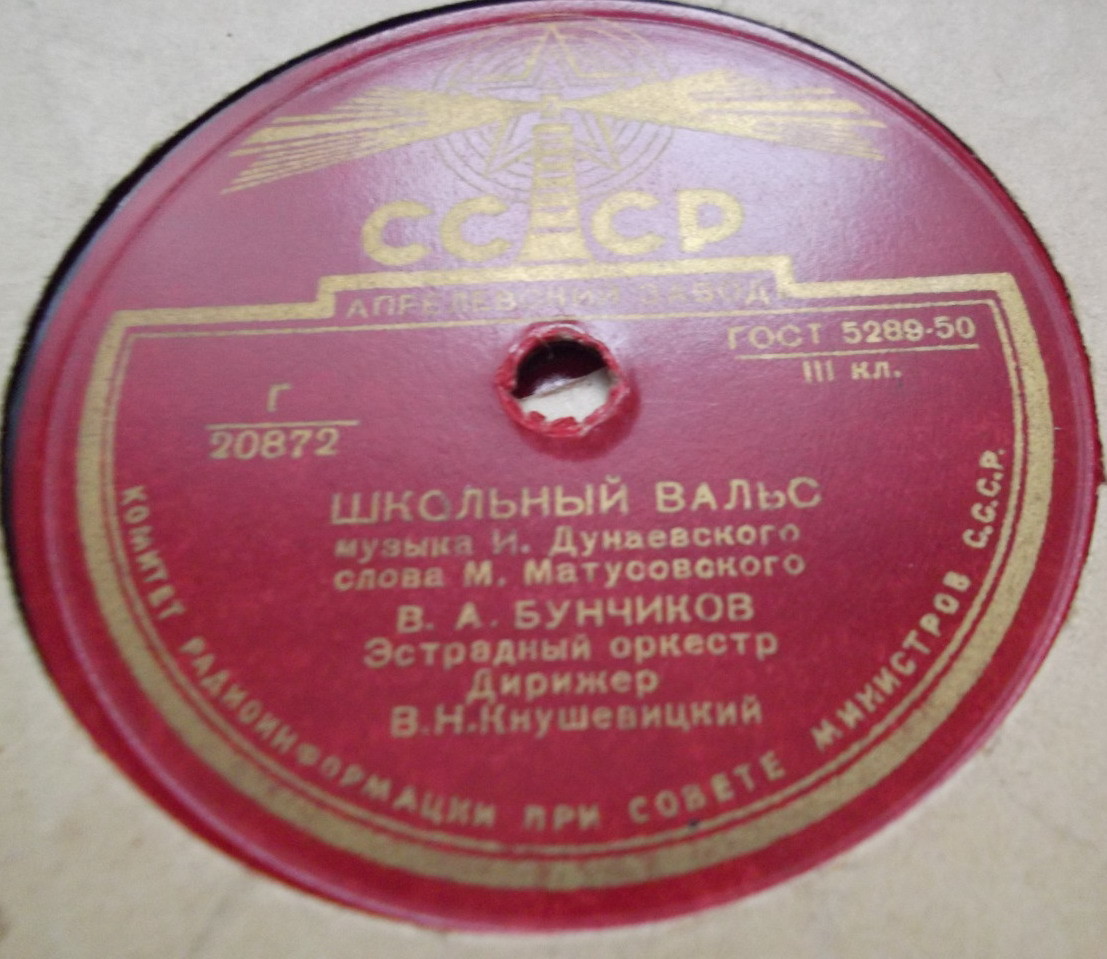 СССР
АПРЕЛЕВСКИЙ ЗАВОД
ГОСТ 5289-50
III кл.
Г
20872
ШКОЛЬНЫЙ ВАЛЬС
музыка И. Дунаевского
слова М. Матусовского
В. А. БУНЧИКОВ
Эстрадный оркестр
Дирижер
В.Н.Кнушевицкий
КОМИТЕТ РАДИОИНФОРМАЦИИ ПРИ СОВЕТЕ МИНИСТРОВ С.С.С.Р.